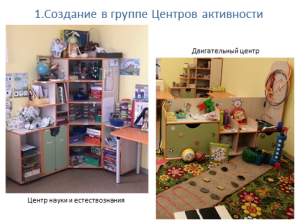 1.Создание в группе Центров активности
Двигательный центр
Центр науки и естествознания